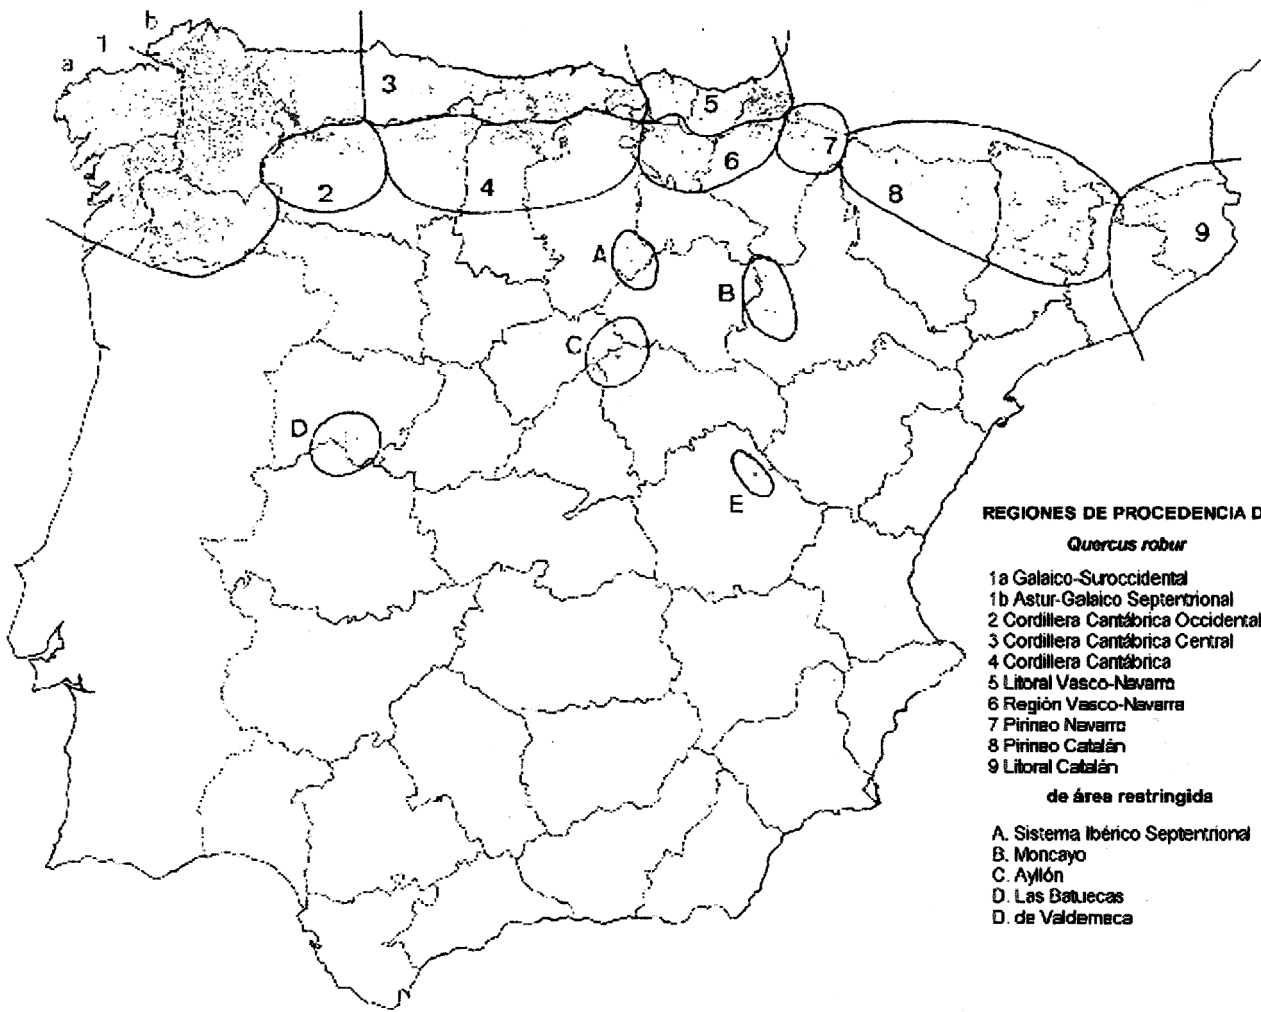 b
1
a
3
5
7
6
2
4
8
9
A
B
C
D
E
REGIONES DE PROCEDENCIA D
Quercus robur
1a Galaico-Suroccidental
1b Astur-Galaico Septentrional
2 Cordillera Cantábrica Occidental
3 Cordillera Cantábrica Central
4 Cordillera Cantábrica
5 Litoral Vasco-Navarro
6 Región Vasco-Navarra
7 Pirineo Navarro
8 Pirineo Catalán
9 Litoral Catalán
de área restringida
A. Sistema Ibérico Septentrional
B. Moncayo
C. Ayllón
D. Las Batuecas
D. de Valdemeca